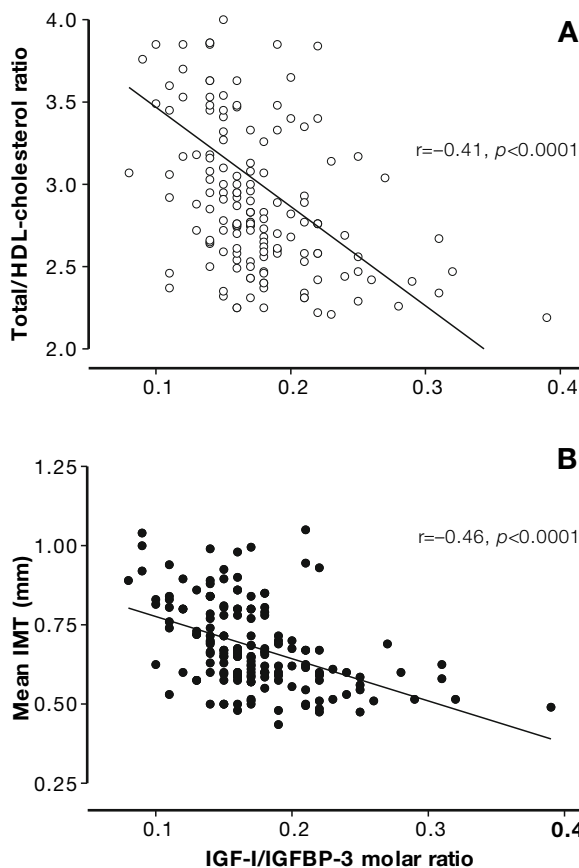 A
4.0
3.5
3.0
2.5
2.0
Total/HDL-cholesterol ratio
r=–0.41, p<0.0001
0.1 0.2 0.3 0.4
B
1.25
1.00
0.75
0.50
0.25
Mean IMT (mm)
r=–0.46, p<0.0001
0.1 0.2 0.3 0.4
IGF-I/IGFBP-3 molar ratio